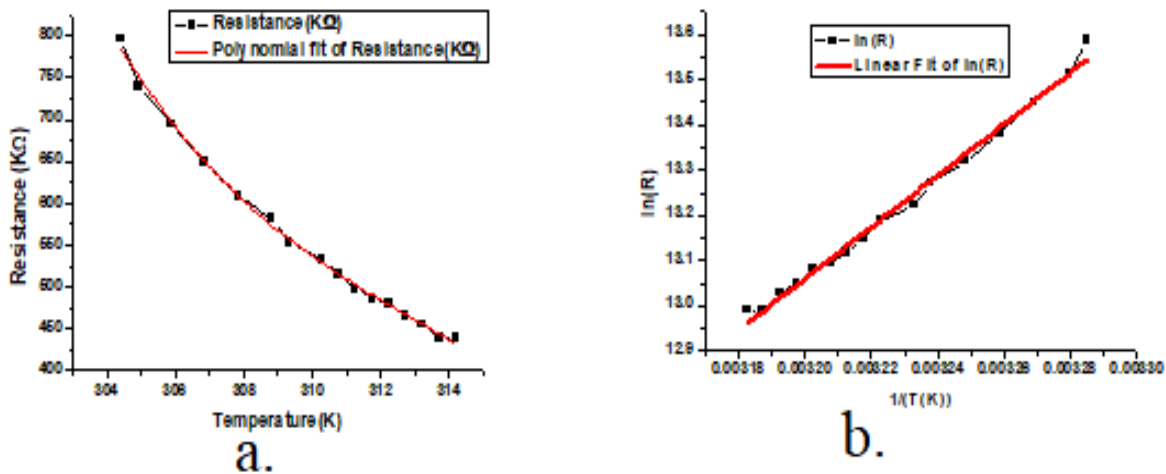 Resistance(KΩ)
Polynomial fit of Resistance(KΩ)
800
750
700
650
600
550
500
450
400
Resistance (KΩ)
304 306 308 310 312 314
Temperature(K)
a.
ln(R)
Linear Fit of ln(R)
13.6
13.5
13.4
13.3
13.2
13.1
13.0
12.9
ln(R)
0.00318 0.00320 0.00322 0.00324 0.00326 0.00328 0.00330
1/(T(K))
b.